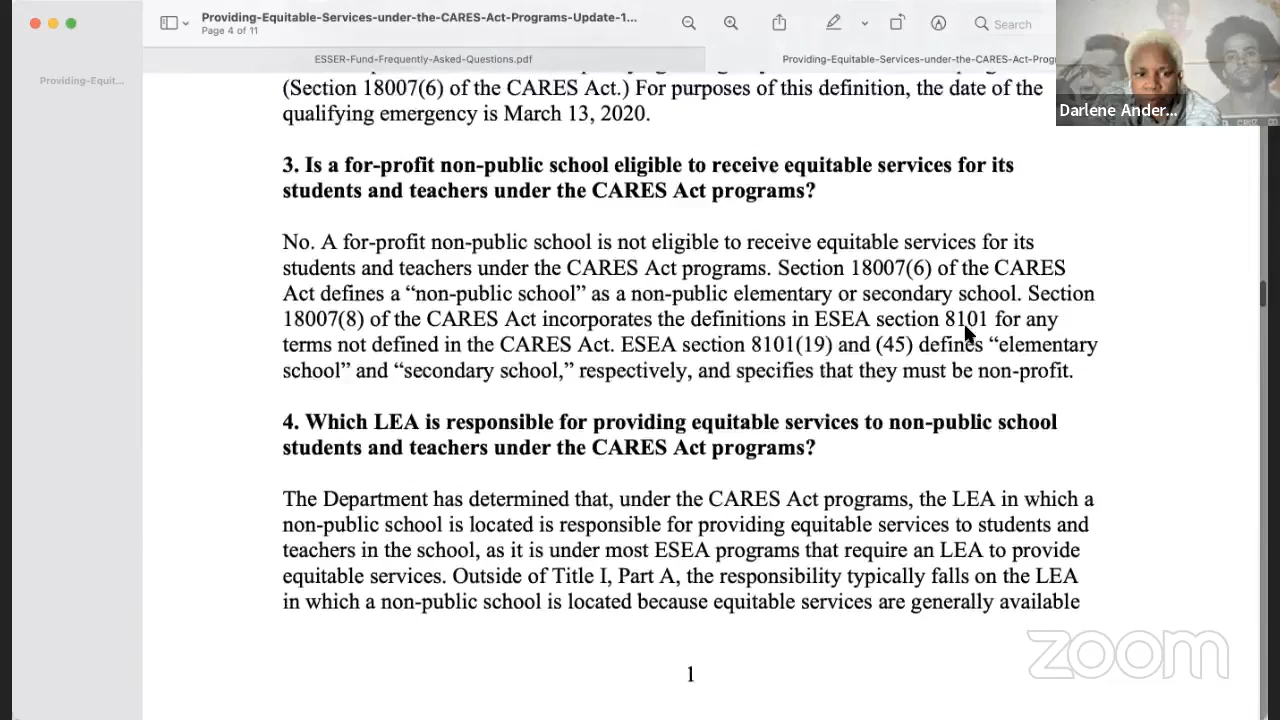 Providing-Equitable-Services-under-the-CARES-Act-Programs-Update-1...
Page 4 of 11
Search
ESSER-Fund-Frequently-Asked-Questions.pdf
Providing-Equitable-Services-under-the-CARES-Act-Prog
Providing-Equit...
Darlene Ander...
(Section 18007(6) of the CARES Act.) For purposes of this definition, the date of the
qualifying emergency is March 13, 2020.
3. Is a for-profit non-public school eligible to receive equitable services for its
students and teachers under the CARES Act programs?
No. A for-profit non-public school is not eligible to receive equitable services for its
students and teachers under the CARES Act programs. Section 18007(6) of the CARES
Act defines a “non-public school” as a non-public elementary or secondary school. Section
18007(8) of the CARES Act incorporates the definitions in ESEA section 8101 for any
terms not defined in the CARES Act. ESEA section 8101(19) and (45) defines “elementary
school” and “secondary school,” respectively, and specifies that they must be non-profit.
4. Which LEA is responsible for providing equitable services to non-public school
students and teachers under the CARES Act programs?
The Department has determined that, under the CARES Act programs, the LEA in which a
non-public school is located is responsible for providing equitable services to students and
teachers in the school, as it is under most ESEA programs that require an LEA to provide
equitable services. Outside of Title I, Part A, the responsibility typically falls on the LEA
in which a non-public school is located because equitable services are generally available
1
zoom